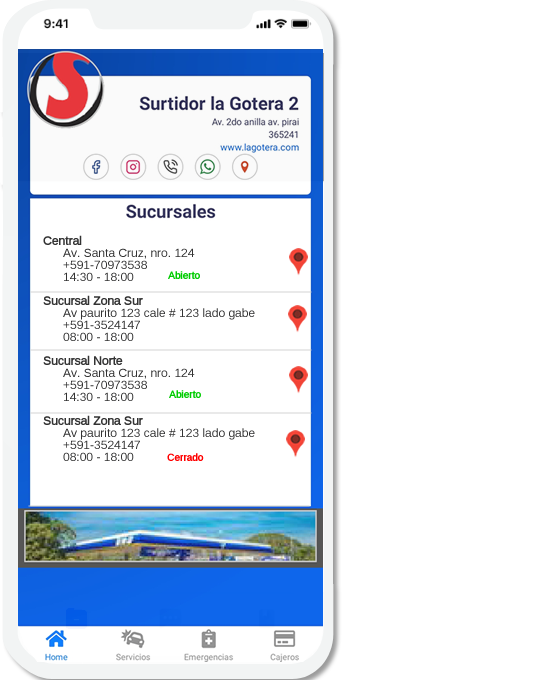 9:41
S
Surtidor la Gotera 2
Av. 2do anilla av. pirai
365241
www.lagotera.com
Sucursales
Central
Av. Santa Cruz, nro. 124
+591-70973538
14:30 - 18:00 Abierto
Sucursal Zona Sur
Av paurito 123 cale # 123 lado gabe
+591-3524147
08:00 - 18:00
Sucursal Norte
Av. Santa Cruz, nro. 124
+591-70973538
14:30 - 18:00 Abierto
Sucursal Zona Sur
Av paurito 123 cale # 123 lado gabe
+591-3524147
08:00 - 18:00 Cerrado
Home Servicios Emergencias Cajeros